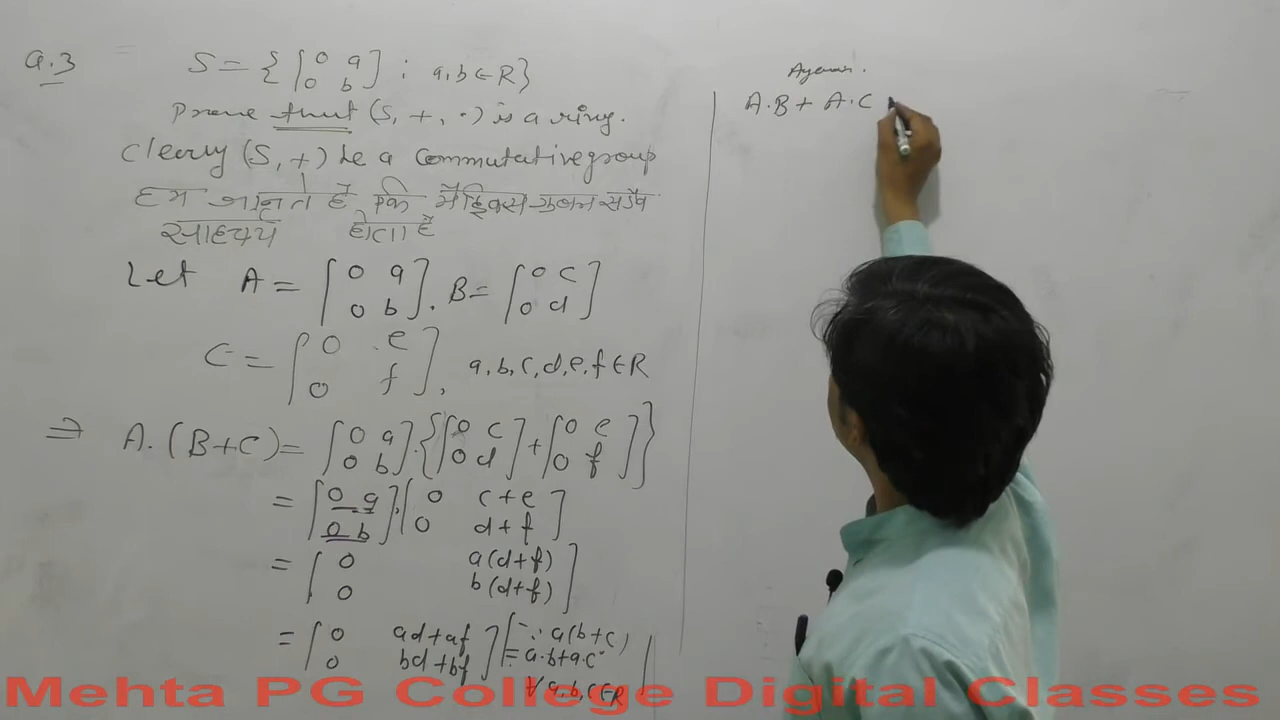 Q.3 S = { [ 0 a ; 0 b ] : a, b ∈ R }
Prove that (S, +, ·) is a ring.
Clearly (S, +) be a Commutative group
हम जानते हैं कि मैट्रिक्स गुणन सदैव
साहचर्य होता है
Let A = [ 0 a ; 0 b ] . B = [ 0 c ; 0 d ]
C = [ 0 e ; 0 f ] , a, b, c, d, e, f ∈ R
⇒ A. (B+C) = [ 0 a ; 0 b ] . { [ 0 c ; 0 d ] + [ 0 e ; 0 f ] }
= [ 0 a ; 0 b ] . [ 0 c+e ; 0 d+f ]
= [ 0 a(d+f) ; 0 b(d+f) ]
= [ 0 ad+af ; 0 bd+bf ] [ ∵ a(b+c)
= a.b+a.c
∀ a, b, c ∈ R
A.B + A.C
Mehta PG College Digital Classes